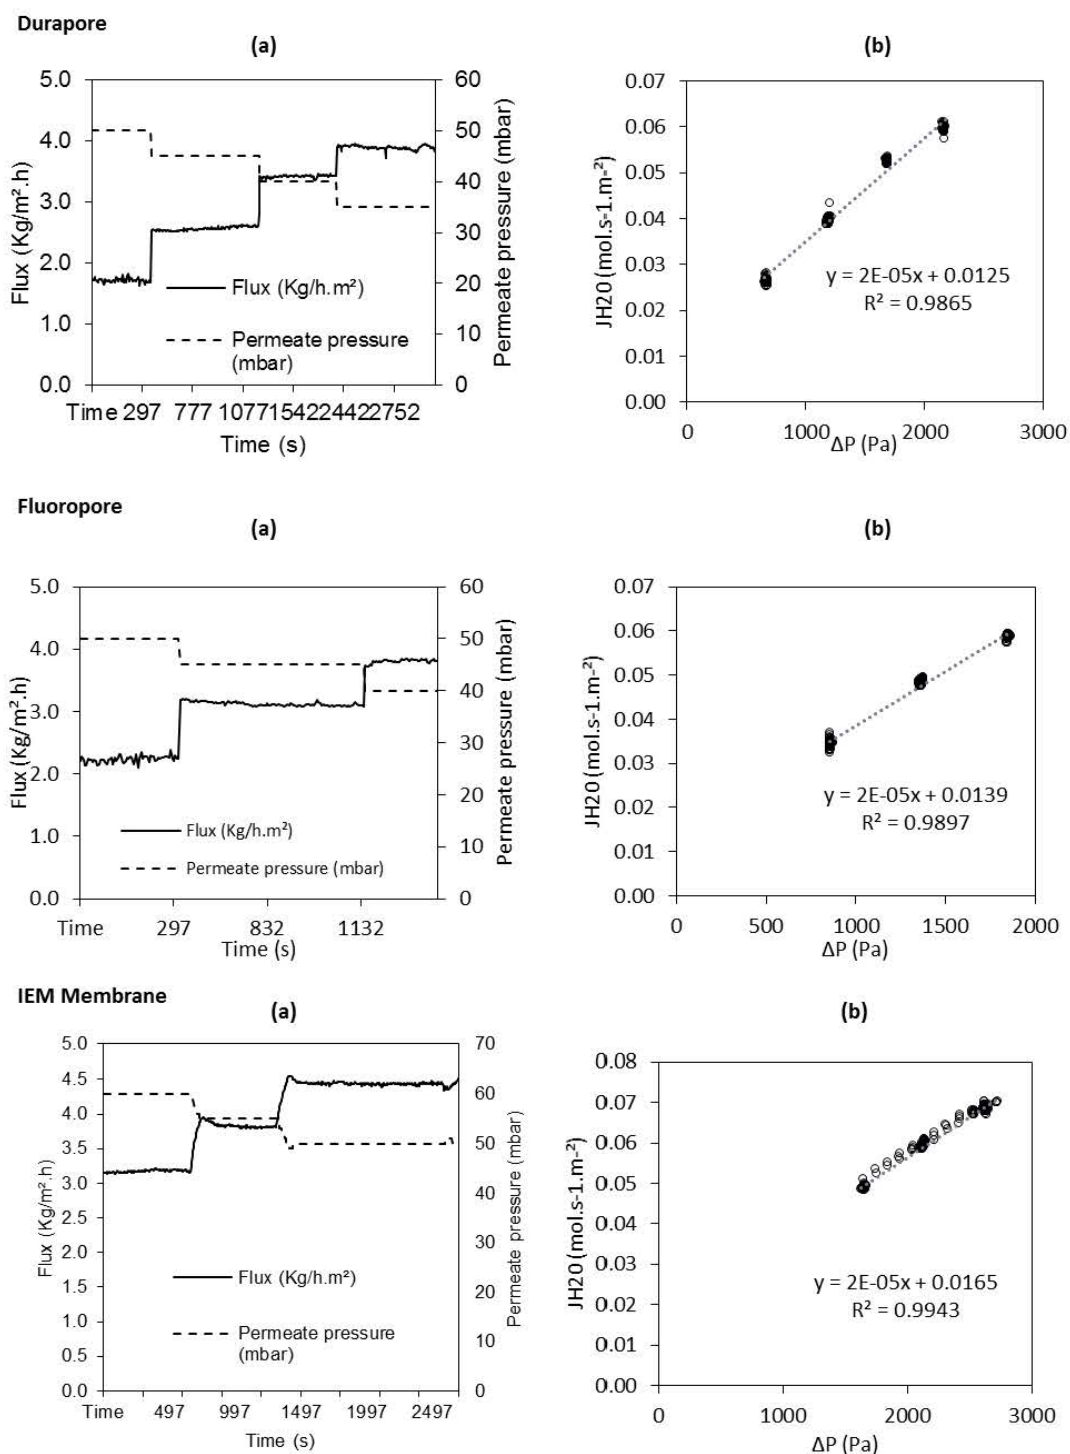 Durapore
(a)
(b)
5.0
4.0
3.0
2.0
1.0
0.0
Flux (Kg/m².h)
60
50
40
30
20
10
0
Permeate pressure (mbar)
Flux (Kg/h.m²)
Permeate pressure
(mbar)
Time 297 777 1077 1542 2442 2752
Time (s)
0.07
0.06
0.05
0.04
0.03
0.02
0.01
0.00
JH20 (mol.s-1.m-²)
y = 2E-05x + 0.0125
R² = 0.9865
0 1000 2000 3000
ΔP (Pa)
Fluoropore
(a)
(b)
5.0
4.0
3.0
2.0
1.0
0.0
Flux (Kg/m².h)
60
50
40
30
20
10
0
Permeate pressure (mbar)
Flux (Kg/h.m²)
Permeate pressure (mbar)
Time 297 832 1132
Time (s)
0.07
0.06
0.05
0.04
0.03
0.02
0.01
0.00
JH20 (mol.s-1.m-²)
y = 2E-05x + 0.0139
R² = 0.9897
0 500 1000 1500 2000
ΔP (Pa)
IEM Membrane
(a)
(b)
5.0
4.5
4.0
3.5
3.0
2.5
2.0
1.5
1.0
0.5
0.0
Flux (Kg/m².h)
70
60
50
40
30
20
10
0
Permeate pressure (mbar)
Flux (Kg/h.m²)
Permeate pressure
(mbar)
Time 497 997 1497 1997 2497
Time (s)
0.08
0.07
0.06
0.05
0.04
0.03
0.02
0.01
0.00
JH20 (mol.s-1.m-²)
y = 2E-05x + 0.0165
R² = 0.9943
0 1000 2000 3000
ΔP (Pa)